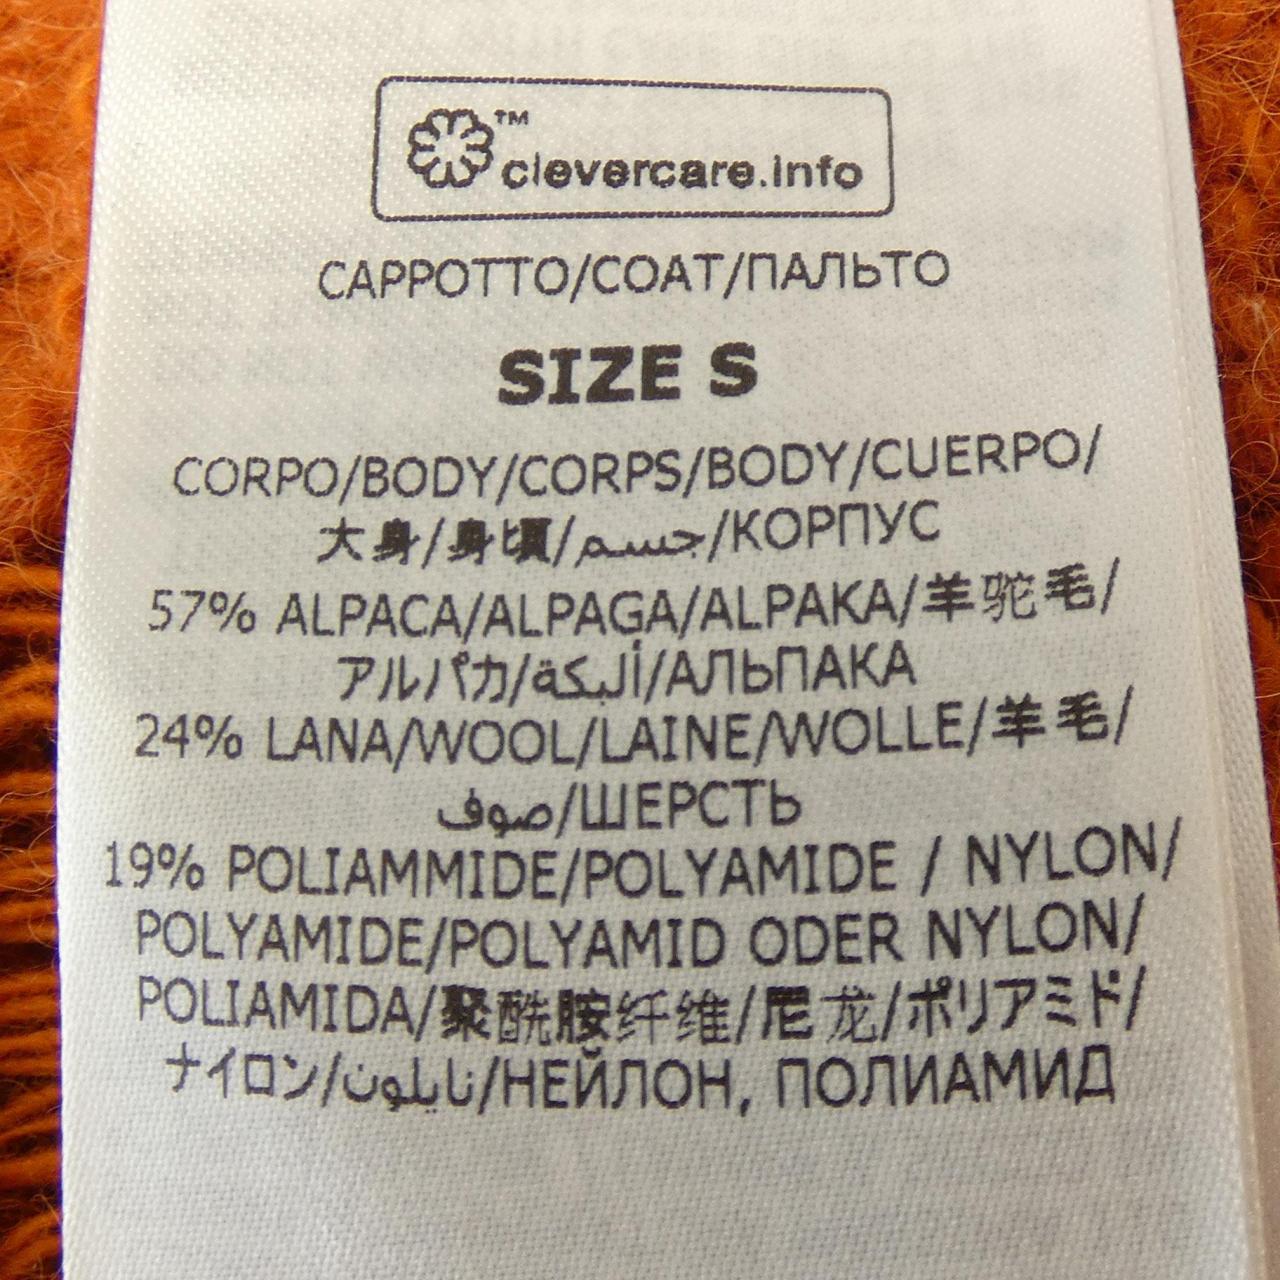 ™
clevercare.info
CAPPOTTO/COAT/ПАЛЬТО
SIZE S
CORPO/BODY/CORPS/BODY/CUERPO/
大身/身頃/جسم/КОРПУС
57% ALPACA/ALPAGA/ALPAKA/羊驼毛/
アルパカ/ألبكة/АЛЬПАКА
24% LANA/WOOL/LAINE/WOLLE/羊毛/
صوف/ШЕРСТЬ
19% POLIAMMIDE/POLYAMIDE / NYLON/
POLYAMIDE/POLYAMID ODER NYLON/
POLIAMIDA/聚酰胺纤维/尼龙/ポリアミド/
ナイロン/نايلون/НЕЙЛОН, ПОЛИАМИД